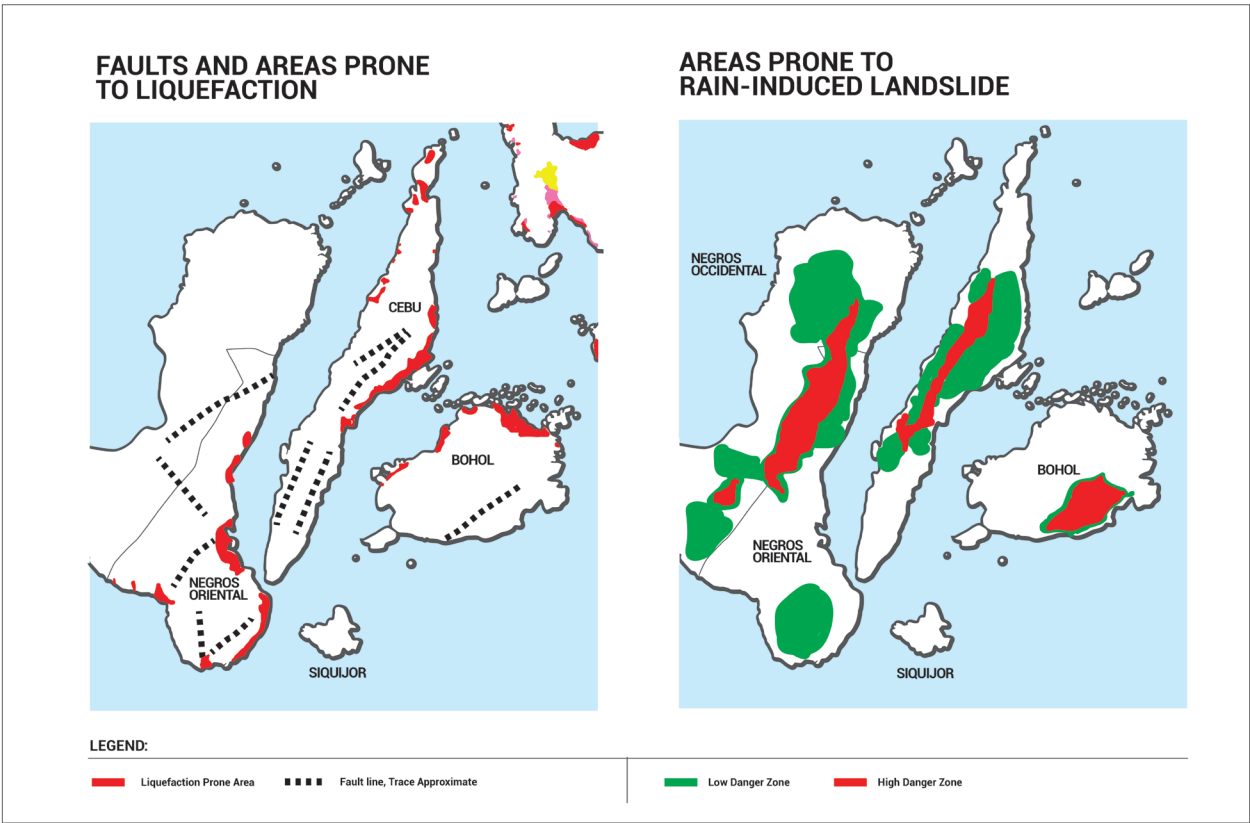 FAULTS AND AREAS PRONE
TO LIQUEFACTION
CEBU
BOHOL
NEGROS
ORIENTAL
SIQUIJOR
AREAS PRONE TO
RAIN-INDUCED LANDSLIDE
NEGROS
OCCIDENTAL
BOHOL
NEGROS
ORIENTAL
SIQUIJOR
LEGEND:
Liquefaction Prone Area
Fault line, Trace Approximate
Low Danger Zone
High Danger Zone